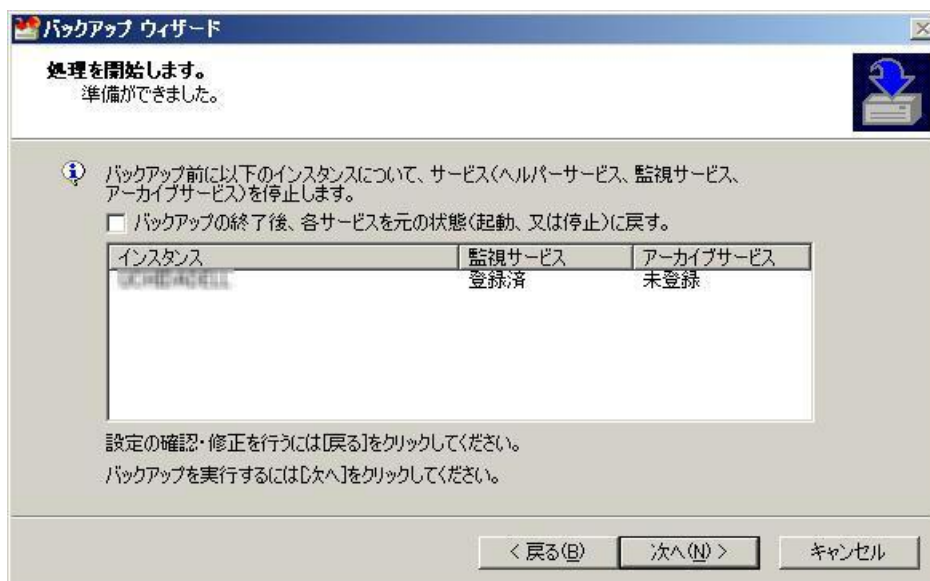 バックアップ ウィザード
処理を開始します。
準備ができました。
バックアップ前に以下のインスタンスについて、サービス(ヘルパーサービス、監視サービス、
アーカイブサービス)を停止します。
バックアップの終了後、各サービスを元の状態(起動、又は停止)に戻す。
インスタンス 監視サービス アーカイブサービス
登録済 未登録
設定の確認・修正を行うには[戻る]をクリックしてください。
バックアップを実行するには[次へ]をクリックしてください。
< 戻る(B) 次へ(N) > キャンセル